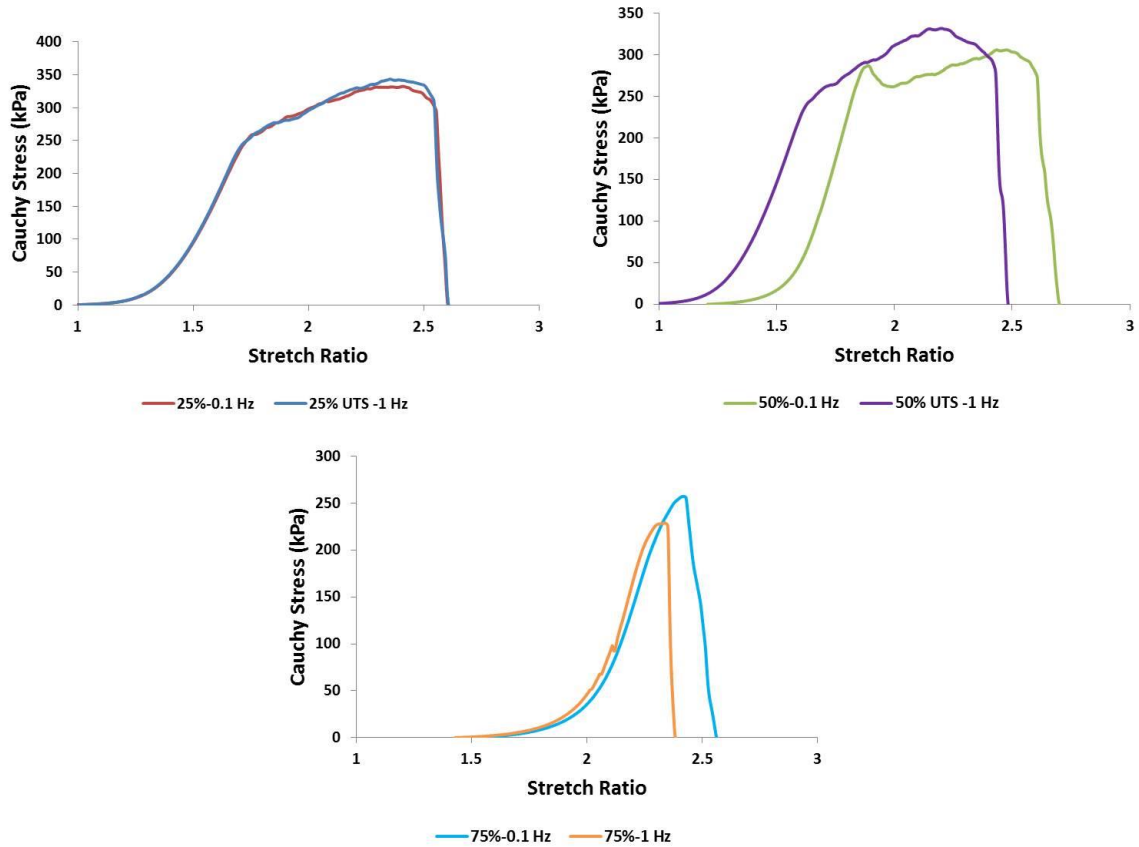 400
350
300
250
200
150
100
50
0
Cauchy Stress (kPa)
1 1.5 2 2.5 3
Stretch Ratio
25%-0.1 Hz 25% UTS -1 Hz
350
300
250
200
150
100
50
0
Cauchy Stress (kPa)
1 1.5 2 2.5 3
Stretch Ratio
50%-0.1 Hz 50% UTS -1 Hz
300
250
200
150
100
50
0
Cauchy Stress (kPa)
1 1.5 2 2.5 3
Stretch Ratio
75%-0.1 Hz 75%-1 Hz